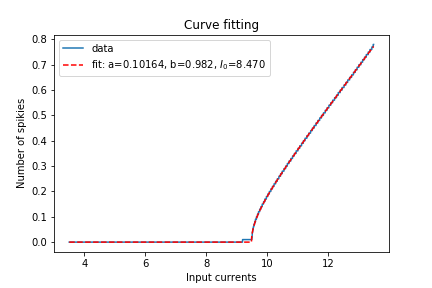 Curve fitting
data
fit: a=0.10164, b=0.982, I₀=8.470
Number of spikies
0.8
0.7
0.6
0.5
0.4
0.3
0.2
0.1
0.0
4 6 8 10 12
Input currents